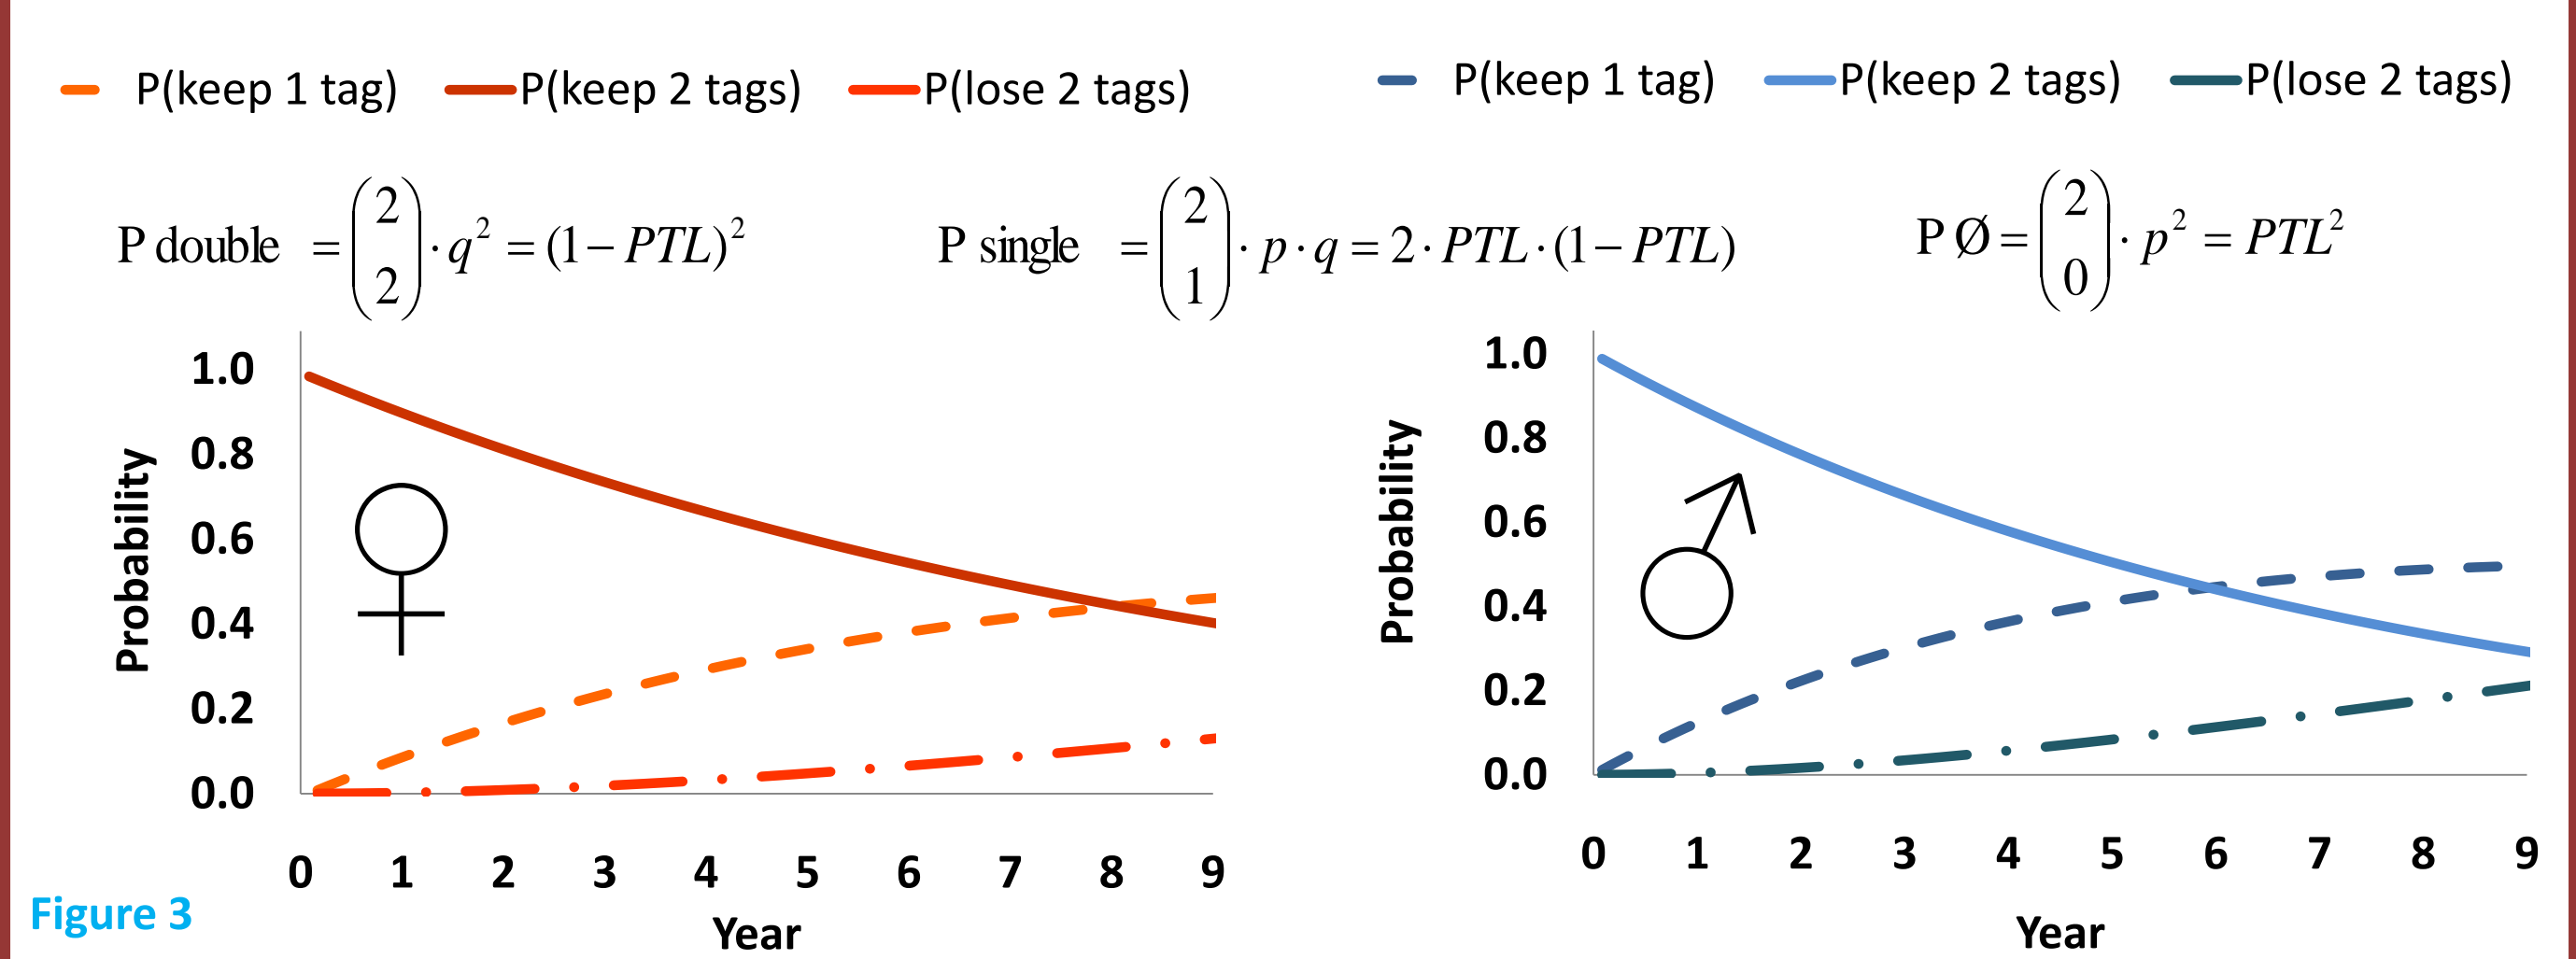 P(keep 1 tag) P(keep 2 tags) P(lose 2 tags)
P(keep 1 tag) P(keep 2 tags) P(lose 2 tags)
P double = (2 2) · q² = (1 − PTL)²
P single = (2 1) · p · q = 2 · PTL · (1 − PTL)
P Ø = (2 0) · p² = PTL²
Probability
1.0
0.8
0.6
0.4
0.2
0.0
0 1 2 3 4 5 6 7 8 9
Year
Probability
1.0
0.8
0.6
0.4
0.2
0.0
0 1 2 3 4 5 6 7 8 9
Year
Figure 3